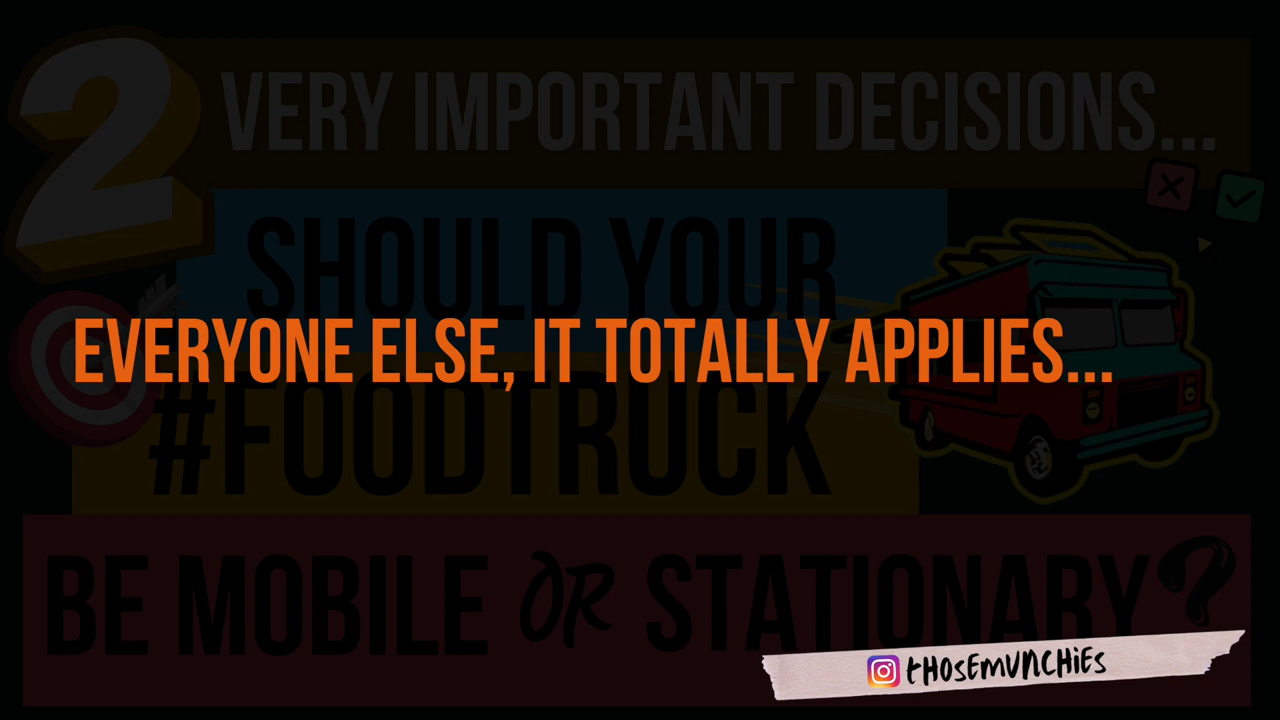 2 VERY IMPORTANT DECISIONS...
SHOULD YOUR
EVERYONE ELSE, IT TOTALLY APPLIES...
#FOODTRUCK
BE MOBILE OR STATIONARY?
tHOSEMUNCHiES